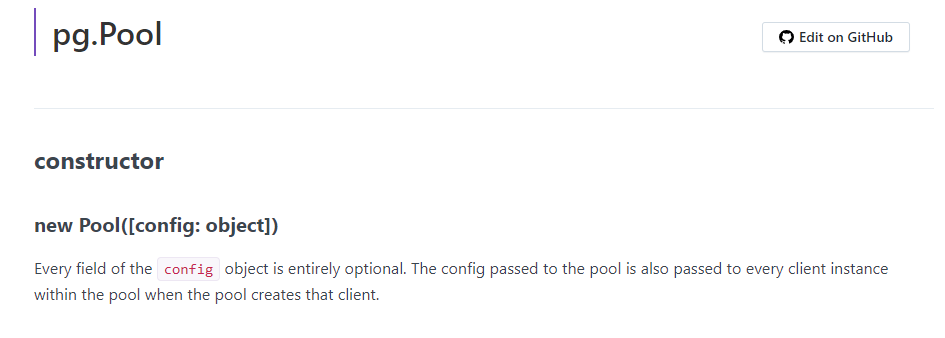 pg.Pool
Edit on GitHub
constructor
new Pool([config: object])
Every field of the config object is entirely optional. The config passed to the pool is also passed to every client instance
within the pool when the pool creates that client.